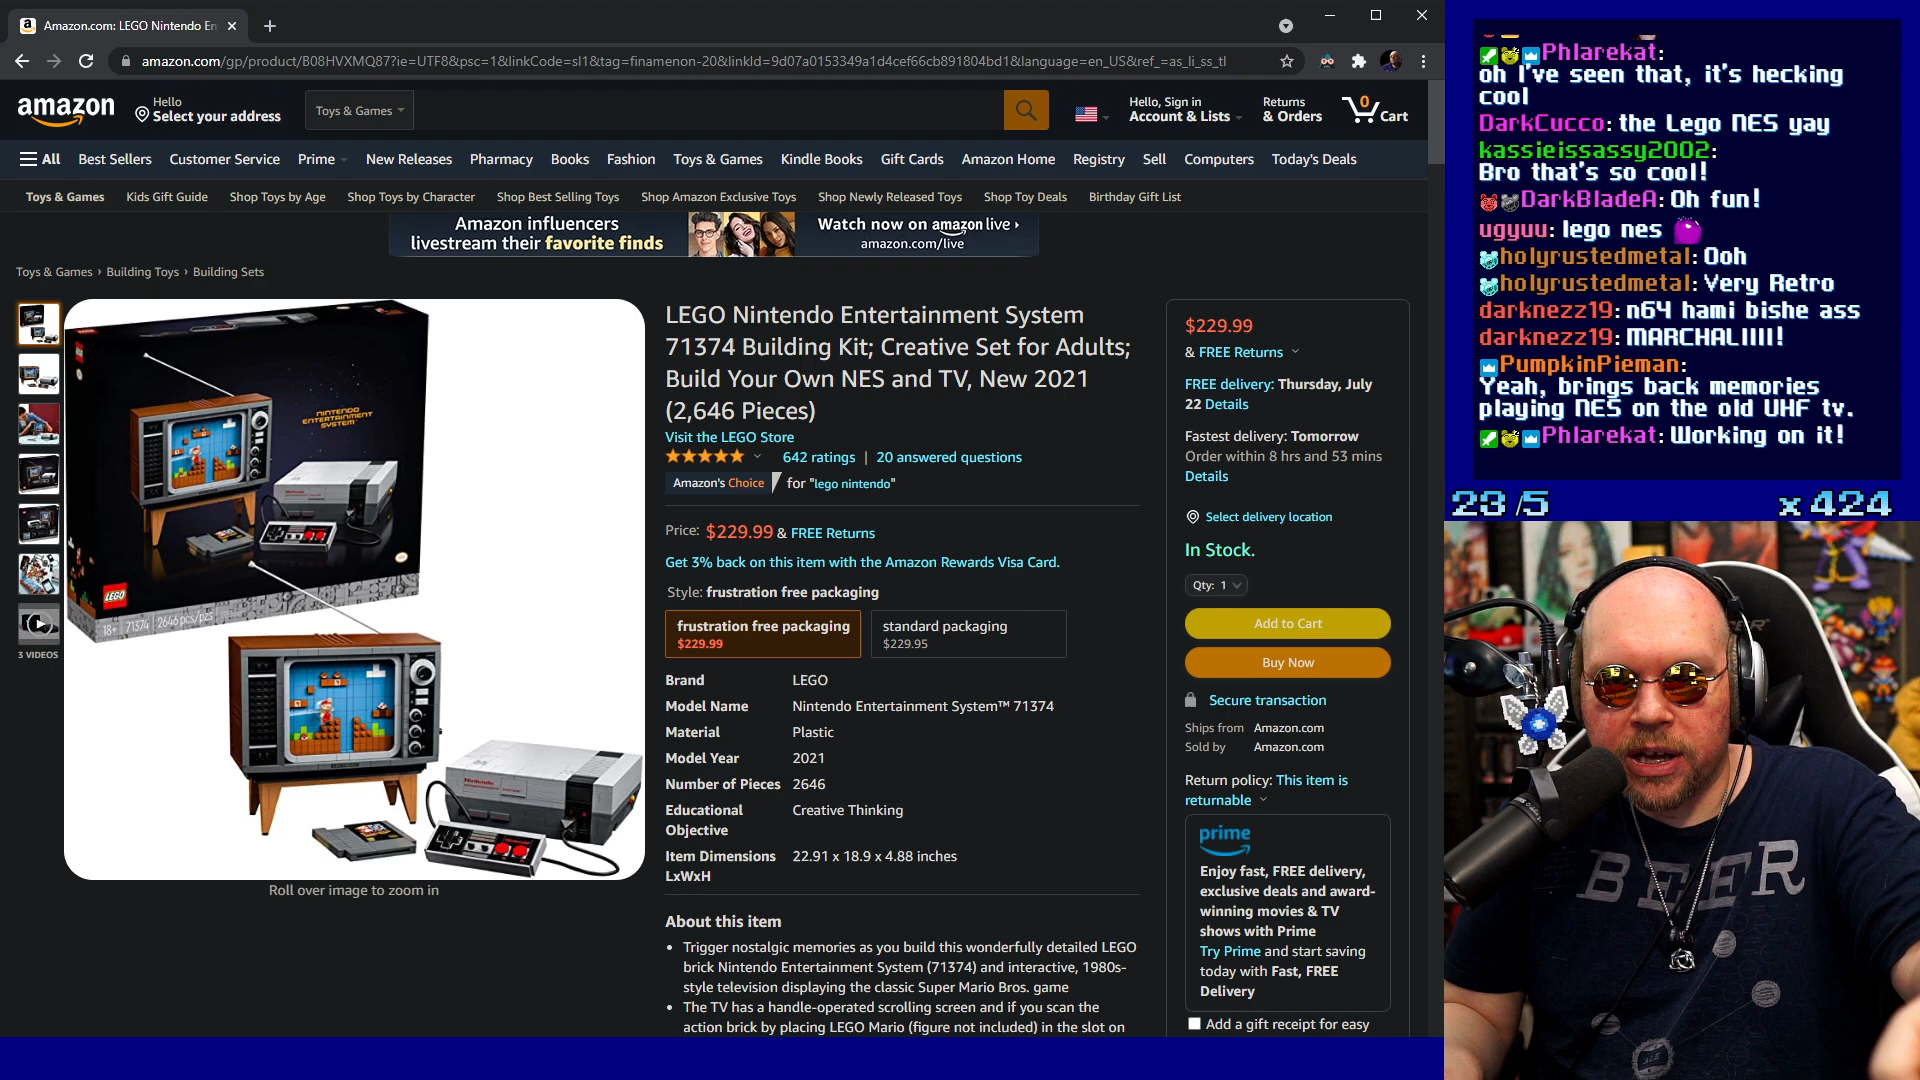 Amazon.com: LEGO Nintendo En
amazon.com/gp/product/B08HVXMQ87?ie=UTF8&psc=1&linkCode=sl1&tag=finamenon-20&linkId=9d07a0153349a1d4cef66cb891804bd1&language=en_US&ref_=as_li_ss_tl
amazon
Hello
Select your address
Toys & Games
Hello, Sign in
Account & Lists
Returns
& Orders
0
Cart
All
Best Sellers
Customer Service
Prime
New Releases
Pharmacy
Books
Fashion
Toys & Games
Kindle Books
Gift Cards
Amazon Home
Registry
Sell
Computers
Today's Deals
Toys & Games
Kids Gift Guide
Shop Toys by Age
Shop Toys by Character
Shop Best Selling Toys
Shop Amazon Exclusive Toys
Shop Newly Released Toys
Shop Toy Deals
Birthday Gift List
Amazon influencers
livestream their favorite finds
Watch now on amazon live ›
amazon.com/live
Toys & Games › Building Toys › Building Sets
3 VIDEOS
NINTENDO
ENTERTAINMENT
SYSTEM
LEGO
18+ 71374 2646 pcs/pzs
Nintendo
Roll over image to zoom in
LEGO Nintendo Entertainment System
71374 Building Kit; Creative Set for Adults;
Build Your Own NES and TV, New 2021
(2,646 Pieces)
Visit the LEGO Store
642 ratings | 20 answered questions
Amazon's Choice for "lego nintendo"
Price: $229.99 & FREE Returns
Get 3% back on this item with the Amazon Rewards Visa Card.
Style: frustration free packaging
frustration free packaging
$229.99
standard packaging
$229.95
Brand LEGO
Model Name Nintendo Entertainment System™ 71374
Material Plastic
Model Year 2021
Number of Pieces 2646
Educational Creative Thinking
Objective
Item Dimensions 22.91 x 18.9 x 4.88 inches
LxWxH
About this item
• Trigger nostalgic memories as you build this wonderfully detailed LEGO
brick Nintendo Entertainment System (71374) and interactive, 1980s-
style television displaying the classic Super Mario Bros. game
• The TV has a handle-operated scrolling screen and if you scan the
action brick by placing LEGO Mario (figure not included) in the slot on
$229.99
& FREE Returns
FREE delivery: Thursday, July
22 Details
Fastest delivery: Tomorrow
Order within 8 hrs and 53 mins
Details
Select delivery location
In Stock.
Qty: 1
Add to Cart
Buy Now
Secure transaction
Ships from Amazon.com
Sold by Amazon.com
Return policy: This item is
returnable
prime
Enjoy fast, FREE delivery,
exclusive deals and award-
winning movies & TV
shows with Prime
Try Prime and start saving
today with Fast, FREE
Delivery
Add a gift receipt for easy
Phlarekat:
oh I've seen that, it's hecking
cool
DarkCucco: the Lego NES yay
kassieissassy2002:
Bro that's so cool!
DarkBladeA: Oh fun!
ugyuu: lego nes
holyrustedmetal: Ooh
holyrustedmetal: Very Retro
darknezz19: n64 hami bishe ass
darknezz19: MARCHALIIII!
PumpkinPieman:
Yeah, brings back memories
playing NES on the old UHF tv.
Phlarekat: Working on it!
23/5
x 424
BEER
ALE